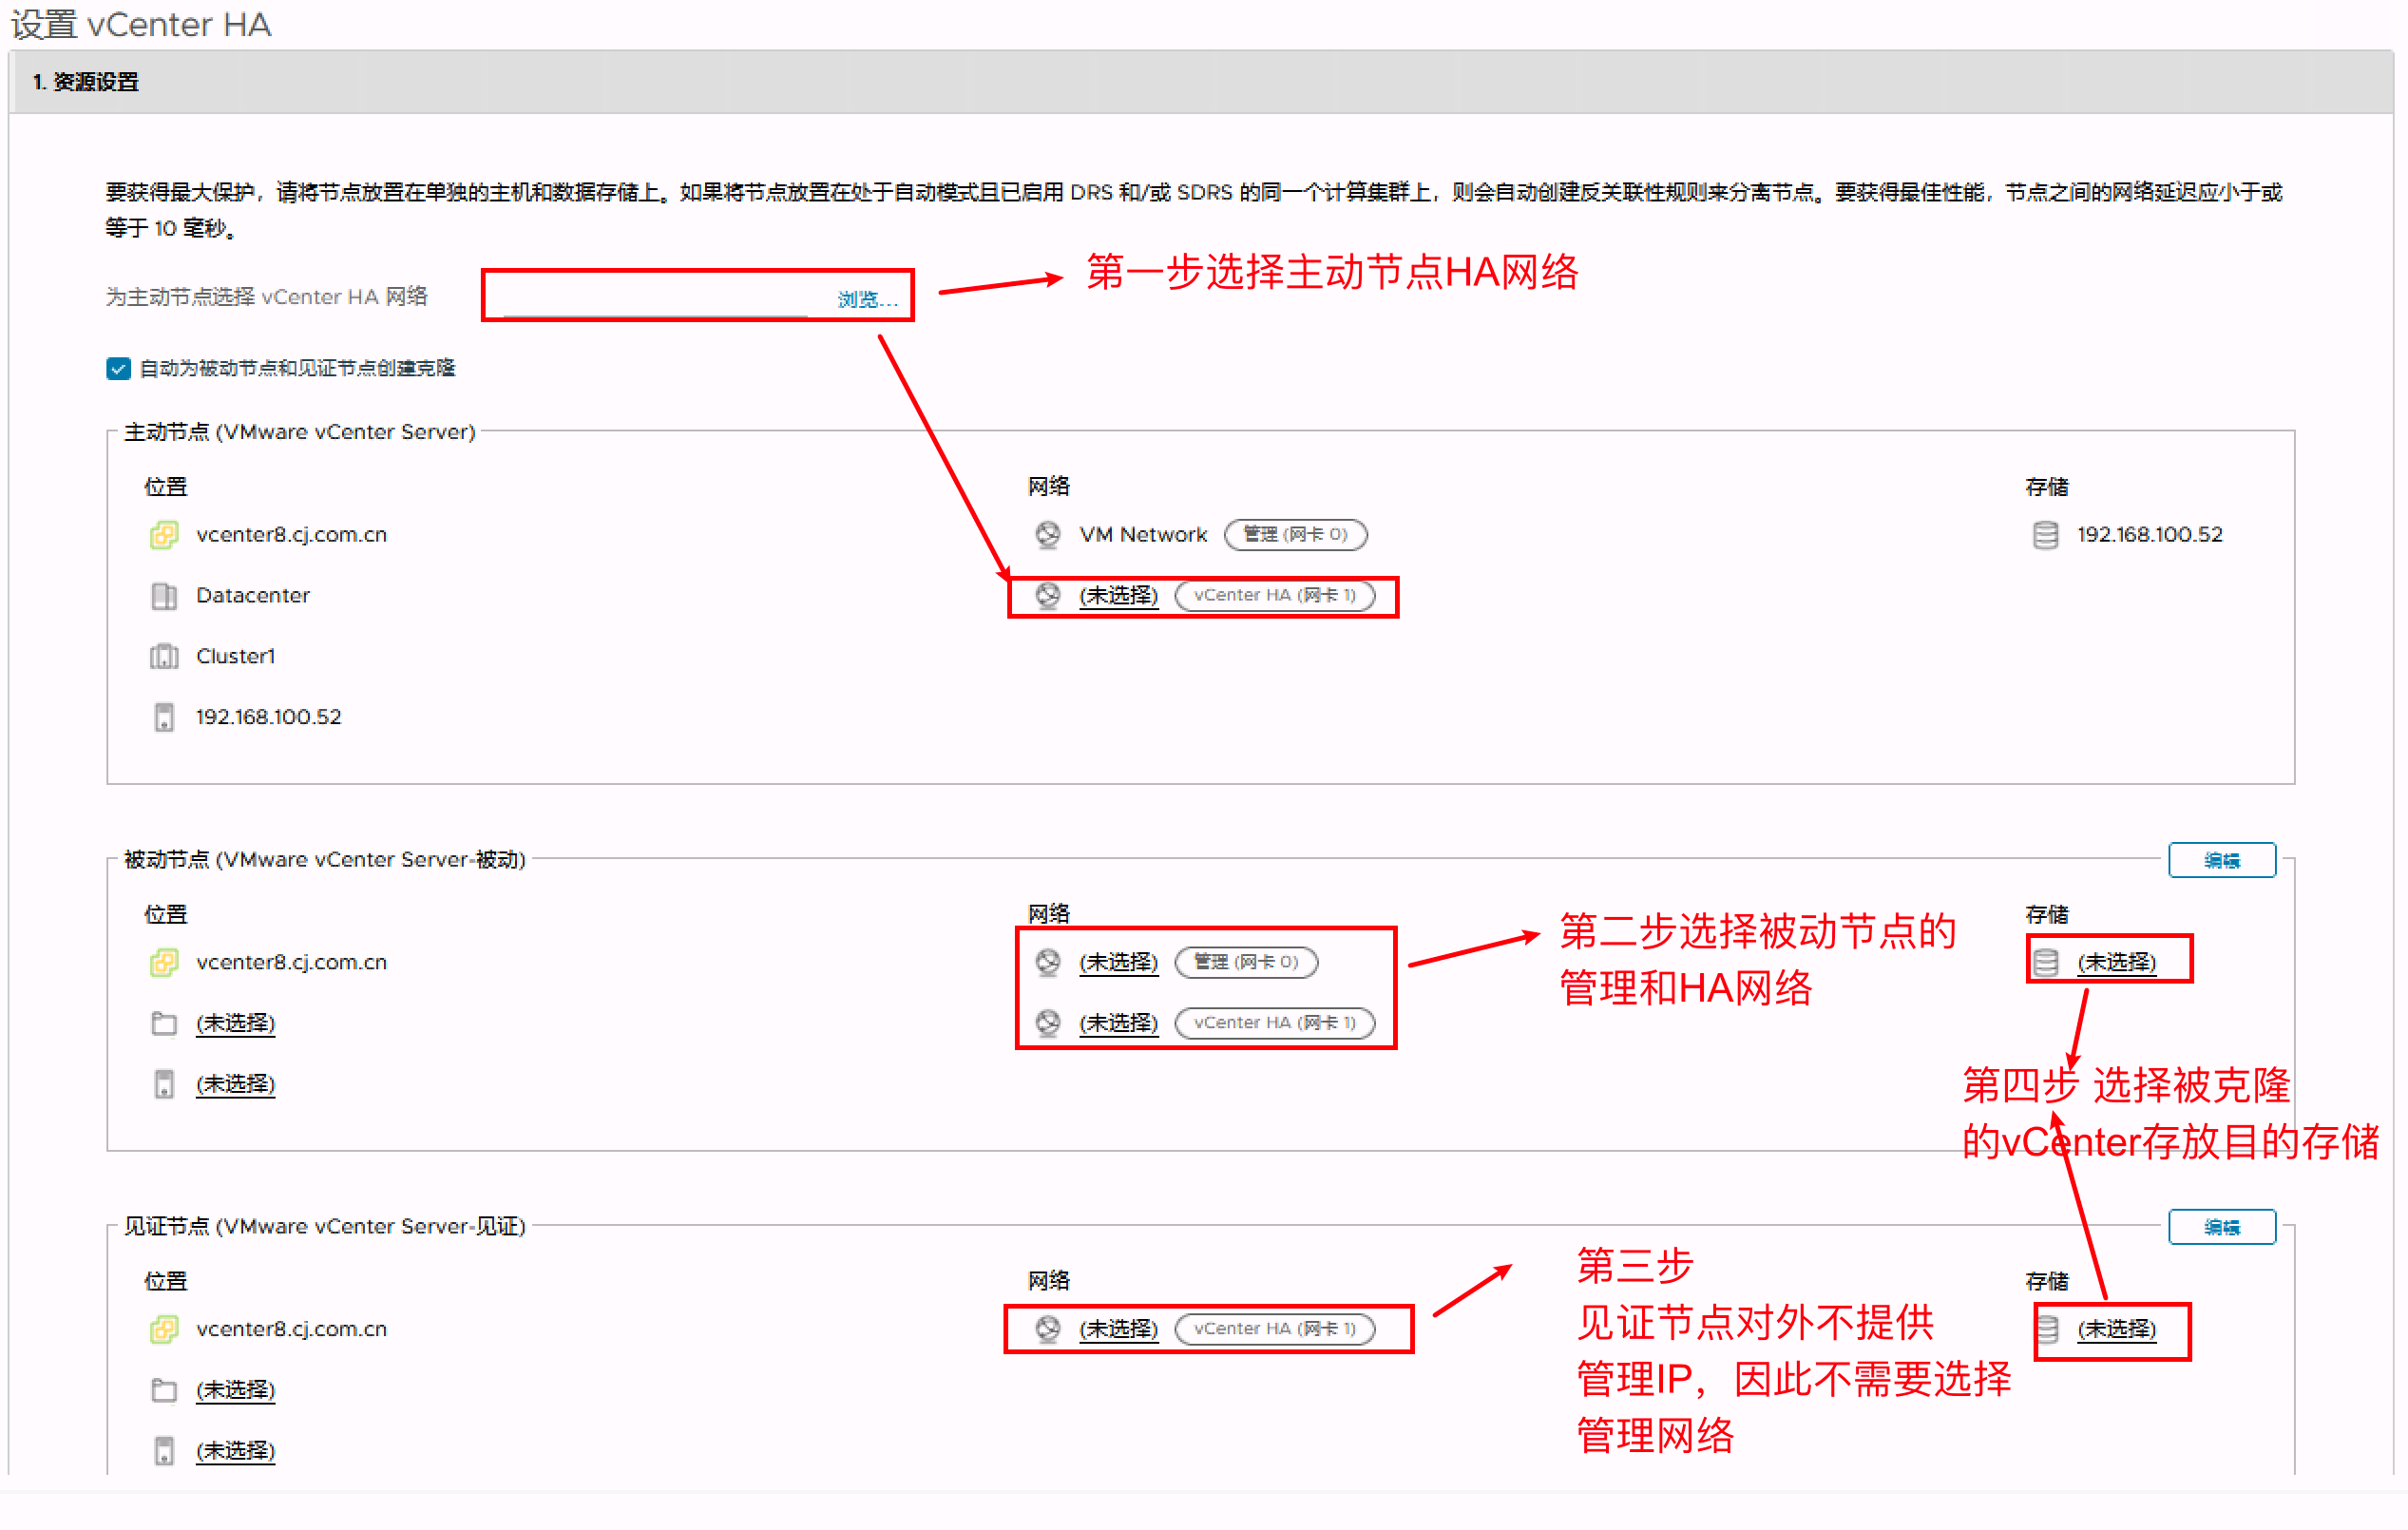 设置 vCenter HA
1. 资源设置
要获得最大保护，请将节点放置在单独的主机和数据存储上。如果将节点放置在处于自动模式且已启用 DRS 和/或 SDRS 的同一个计算集群上，则会自动创建反关联性规则来分离节点。要获得最佳性能，节点之间的网络延迟应小于或
等于 10 毫秒。
为主动节点选择 vCenter HA 网络
浏览...
第一步选择主动节点HA网络
自动为被动节点和见证节点创建克隆
主动节点 (VMware vCenter Server)
位置
网络
存储
vcenter8.cj.com.cn
VM Network 管理 (网卡 0)
192.168.100.52
Datacenter
(未选择) vCenter HA (网卡 1)
Cluster1
192.168.100.52
被动节点 (VMware vCenter Server-被动)
编辑
位置
网络
存储
vcenter8.cj.com.cn
(未选择) 管理 (网卡 0)
(未选择)
(未选择)
(未选择) vCenter HA (网卡 1)
(未选择)
第二步选择被动节点的
管理和HA网络
第四步 选择被克隆
的vCenter存放目的存储
见证节点 (VMware vCenter Server-见证)
编辑
位置
网络
存储
vcenter8.cj.com.cn
(未选择) vCenter HA (网卡 1)
(未选择)
(未选择)
(未选择)
第三步
见证节点对外不提供
管理IP，因此不需要选择
管理网络